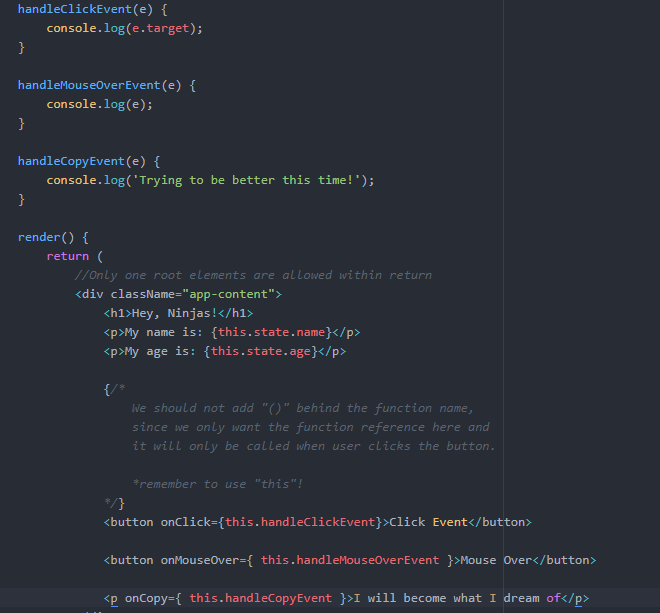 handleClickEvent(e) {
console.log(e.target);
}
handleMouseOverEvent(e) {
console.log(e);
}
handleCopyEvent(e) {
console.log('Trying to be better this time!');
}
render() {
return (
//Only one root elements are allowed within return
<div className="app-content">
<h1>Hey, Ninjas!</h1>
<p>My name is: {this.state.name}</p>
<p>My age is: {this.state.age}</p>
{/*
We should not add "()" behind the function name,
since we only want the function reference here and
it will only be called when user clicks the button.
*remember to use "this"!
*/}
<button onClick={this.handleClickEvent}>Click Event</button>
<button onMouseOver={ this.handleMouseOverEvent }>Mouse Over</button>
<p onCopy={ this.handleCopyEvent }>I will become what I dream of</p>